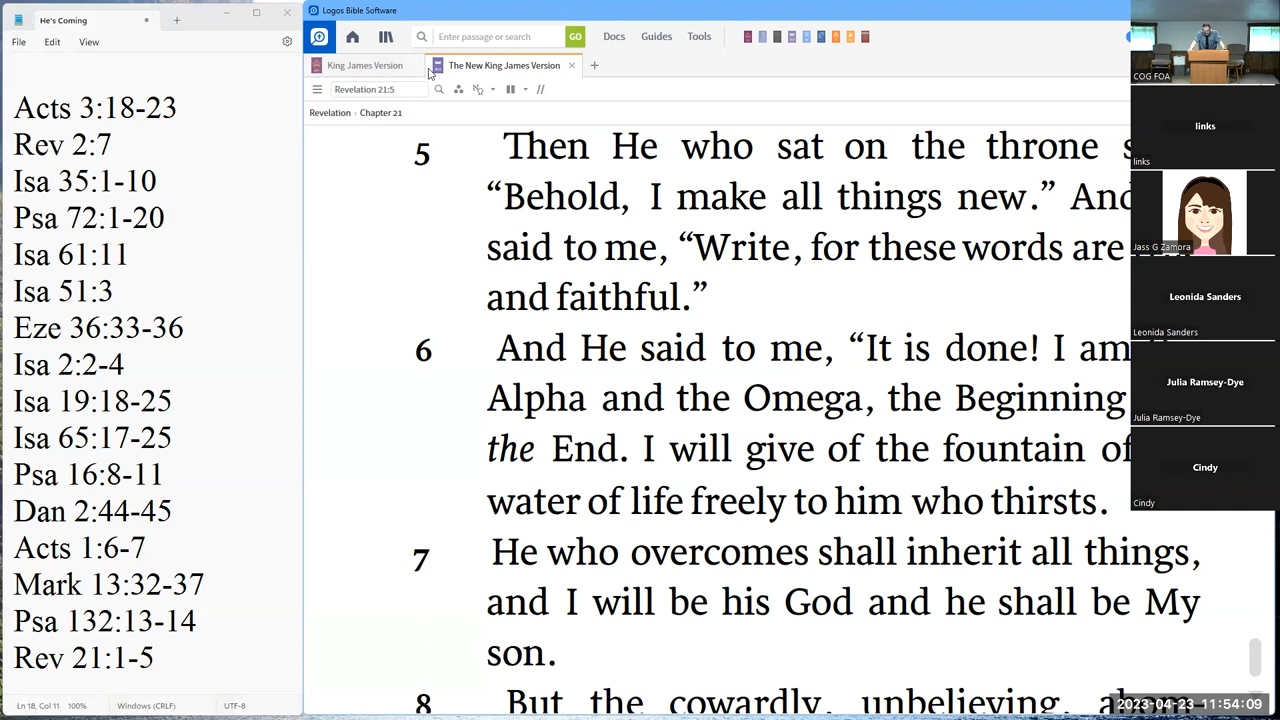 He's Coming
File Edit View
Acts 3:18-23
Rev 2:7
Isa 35:1-10
Psa 72:1-20
Isa 61:11
Isa 51:3
Eze 36:33-36
Isa 2:2-4
Isa 19:18-25
Isa 65:17-25
Psa 16:8-11
Dan 2:44-45
Acts 1:6-7
Mark 13:32-37
Psa 132:13-14
Rev 21:1-5
Ln 18, Col 11 100% Windows (CRLF) UTF-8
Logos Bible Software
Enter passage or search GO Docs Guides Tools
King James Version The New King James Version
Revelation 21:5
Revelation › Chapter 21
5 Then He who sat on the throne
“Behold, I make all things new.” And
said to me, “Write, for these words are
and faithful.”
6 And He said to me, “It is done! I am
Alpha and the Omega, the Beginning
the End. I will give of the fountain of
water of life freely to him who thirsts.
7 He who overcomes shall inherit all things,
and I will be his God and he shall be My
son.
8 But the cowardly, unbelieving,
COG FOA
links
links
Jass G Zamora
Leonida Sanders
Leonida Sanders
Julia Ramsey-Dye
Julia Ramsey-Dye
Cindy
Cindy
2023-04-23 11:54:09